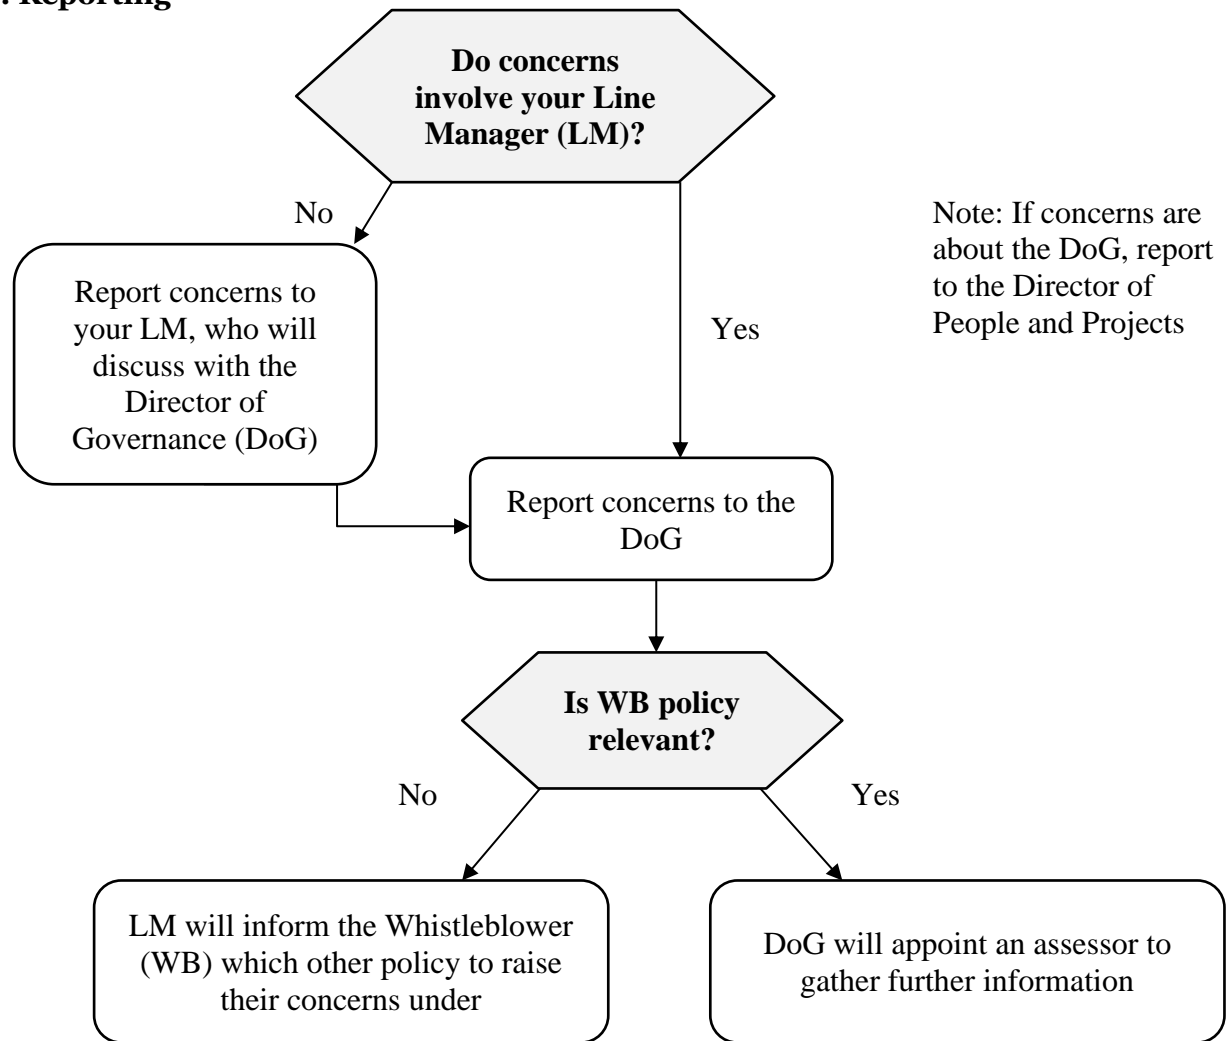 . Reporting
Do concerns
involve your Line
Manager (LM)?
No
Note: If concerns are
about the DoG, report
to the Director of
People and Projects
Report concerns to
your LM, who will
discuss with the
Director of
Governance (DoG)
Yes
Report concerns to the
DoG
Is WB policy
relevant?
No
Yes
LM will inform the Whistleblower
(WB) which other policy to raise
their concerns under
DoG will appoint an assessor to
gather further information